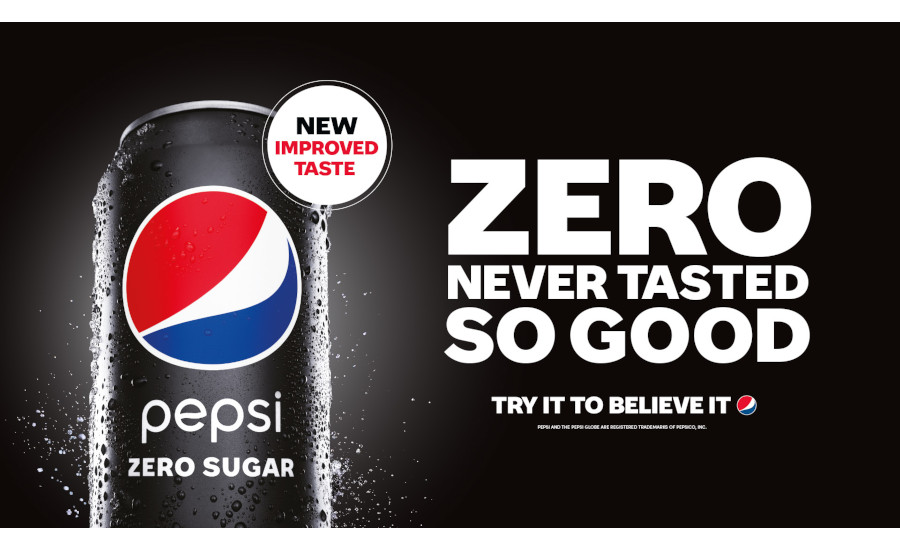 NEW
IMPROVED
TASTE
pepsi
ZERO SUGAR
ZERO
NEVER TASTED
SO GOOD
TRY IT TO BELIEVE IT
PEPSI AND THE PEPSI GLOBE ARE REGISTERED TRADEMARKS OF PEPSICO, INC.